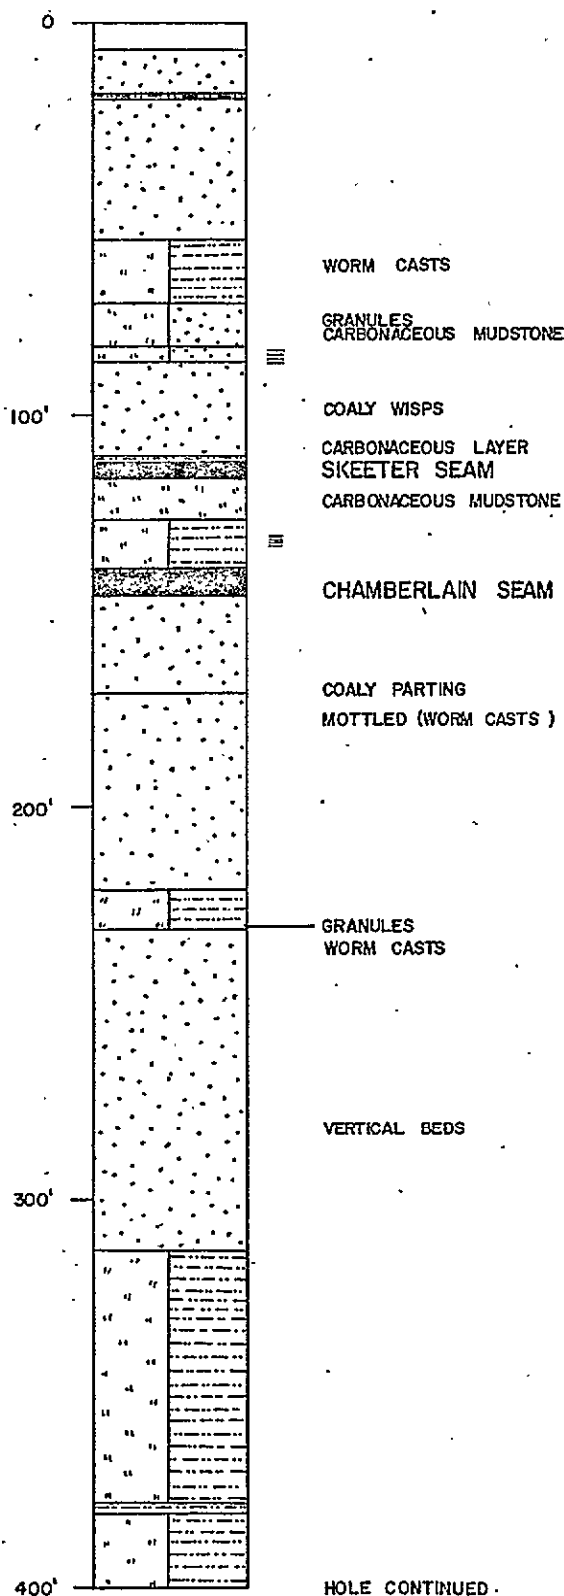 0
WORM CASTS
GRANULES
CARBONACEOUS MUDSTONE
100'
COALY WISPS
CARBONACEOUS LAYER
SKEETER SEAM
CARBONACEOUS MUDSTONE
CHAMBERLAIN SEAM
COALY PARTING
MOTTLED (WORM CASTS )
200'
GRANULES
WORM CASTS
VERTICAL BEDS
300'
400'
HOLE CONTINUED.